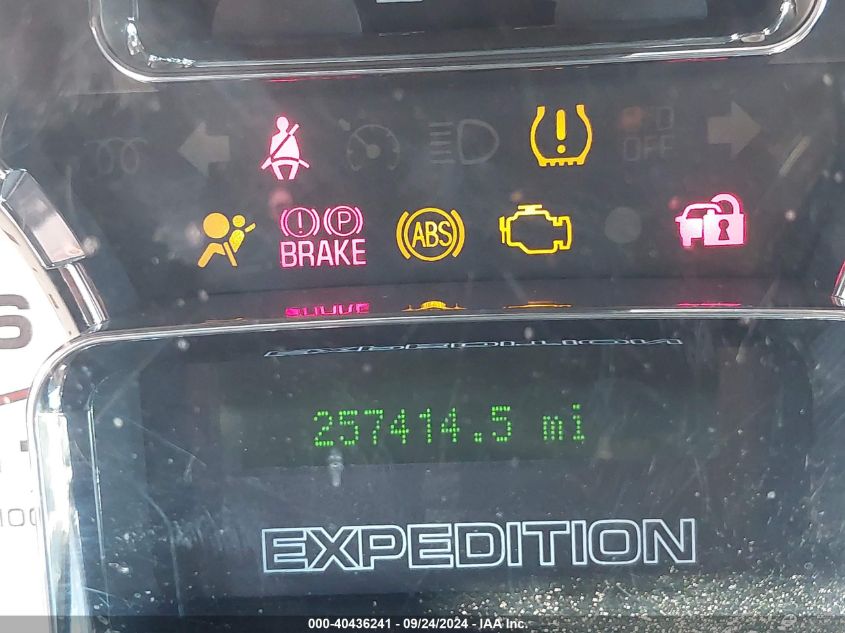 O/D
OFF
! P
BRAKE
ABS
257414.5 mi
EXPEDITION
000-40436241 - 09/24/2024 - IAA Inc.